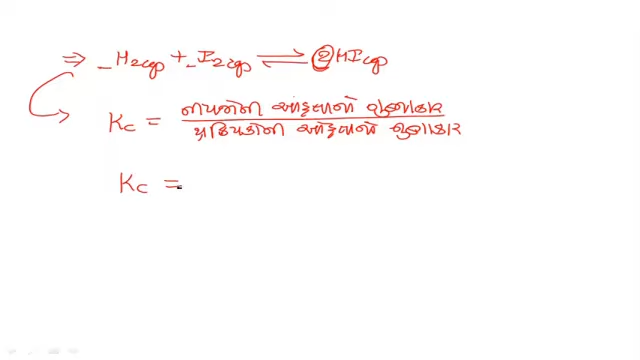 ⇒ _H₂(g) + _I₂(g) ⇌ 2HI(g)
Kc = નીપજોની સાંદ્રતાનો ગુણાકાર / પ્રક્રિયકોની સાંદ્રતાનો ગુણાકાર
Kc =